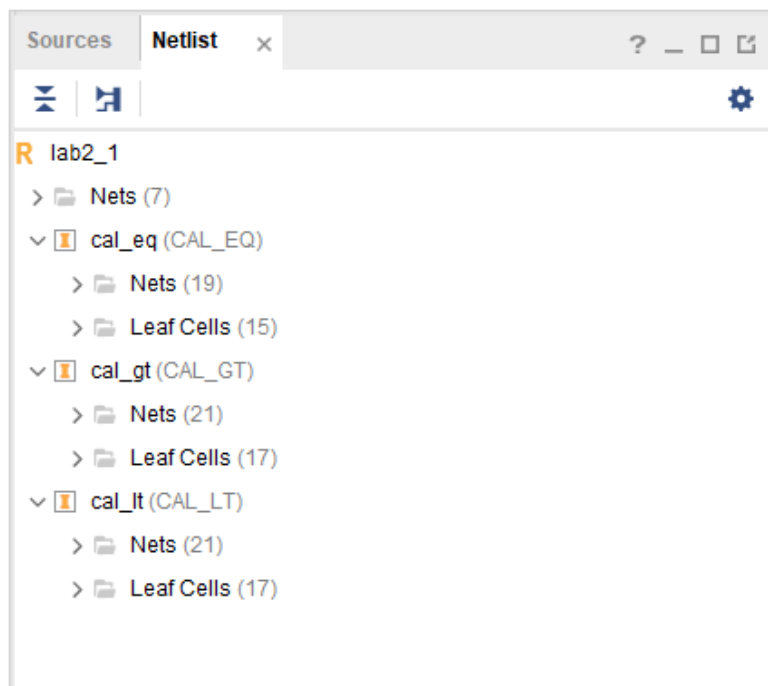 Sources Netlist ×
?
R lab2_1
Nets (7)
I cal_eq (CAL_EQ)
Nets (19)
Leaf Cells (15)
I cal_gt (CAL_GT)
Nets (21)
Leaf Cells (17)
I cal_lt (CAL_LT)
Nets (21)
Leaf Cells (17)